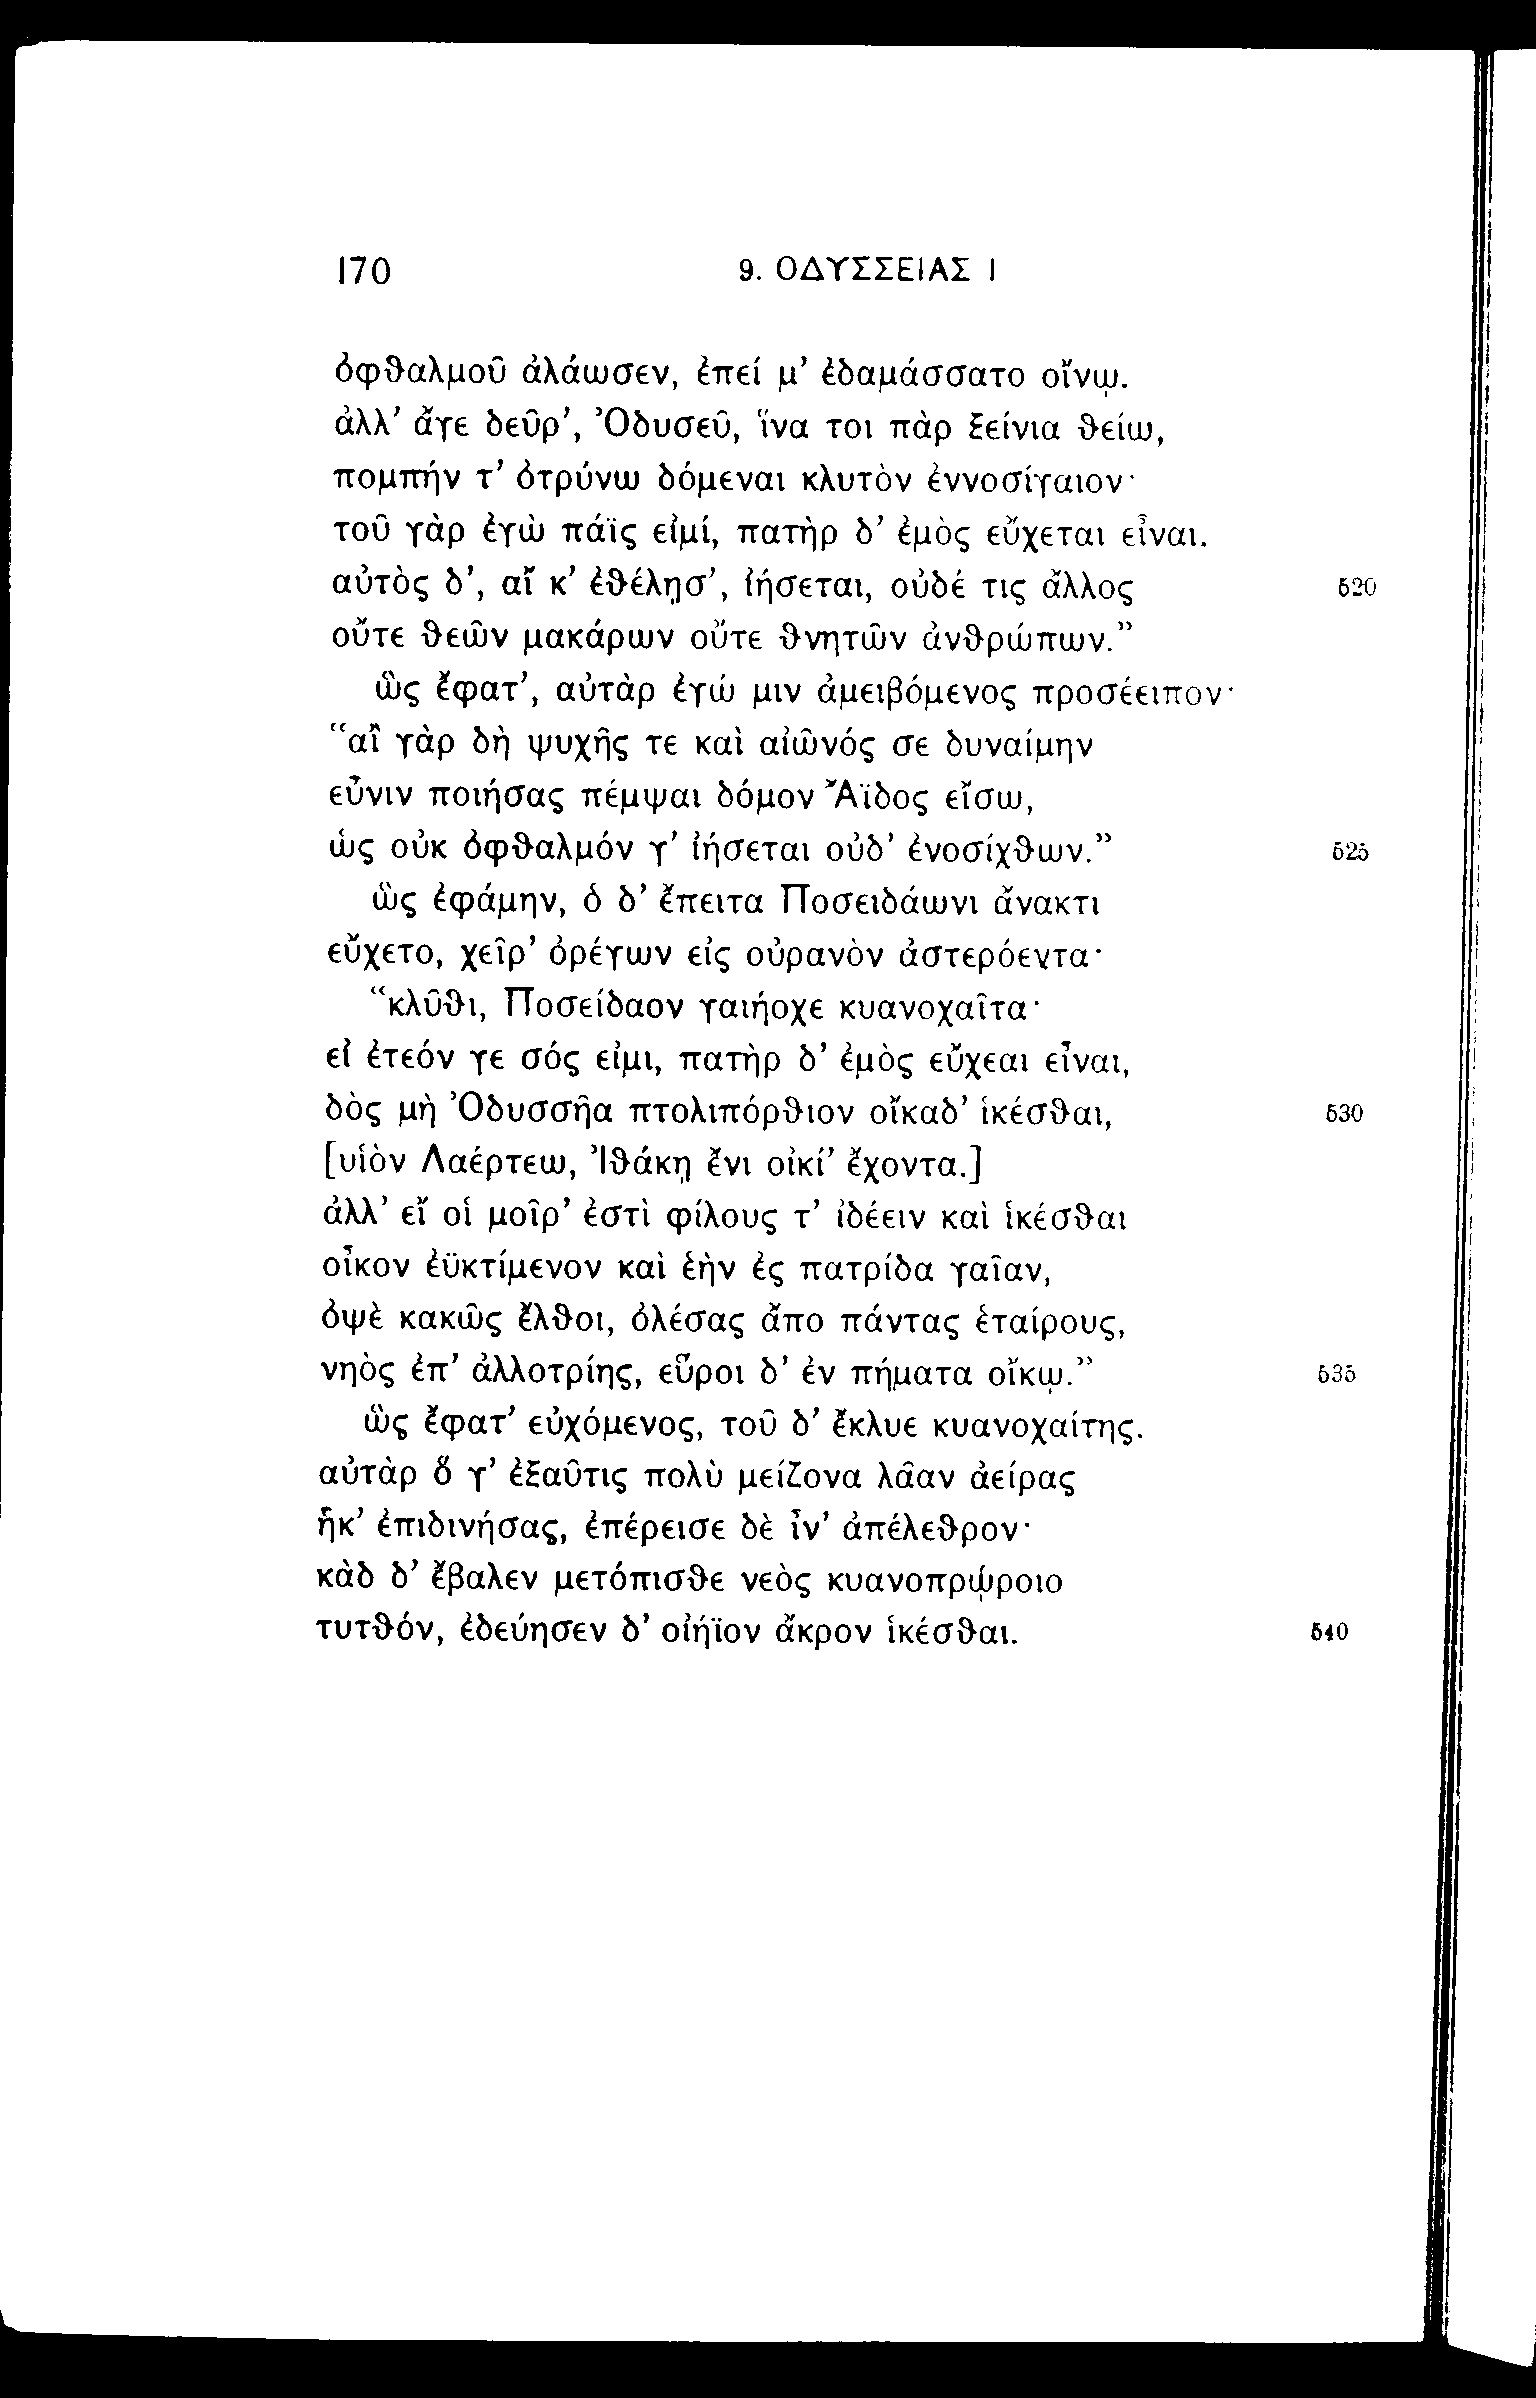 170 9. ΟΔΥΣΣΕΙΑΣ Ι
ὀφθαλμοῦ ἀλάωσεν, ἐπεί μ’ ἐδαμάσσατο οἴνῳ.
ἀλλ’ ἄγε δεῦρ’, Ὀδυσεῦ, ἵνα τοι πὰρ ξείνια θείω,
πομπήν τ’ ὀτρύνω δόμεναι κλυτὸν ἐννοσίγαιον·
τοῦ γὰρ ἐγὼ πάϊς εἰμί, πατὴρ δ’ ἐμὸς εὔχεται εἶναι.
αὐτὸς δ’, αἴ κ’ ἐθέλησ’, ἰήσεται, οὐδέ τις ἄλλος 520
οὔτε θεῶν μακάρων οὔτε θνητῶν ἀνθρώπων.”
ὣς ἔφατ’, αὐτὰρ ἐγώ μιν ἀμειβόμενος προσέειπον·
“αἲ γὰρ δὴ ψυχῆς τε καὶ αἰῶνός σε δυναίμην
εὖνιν ποιήσας πέμψαι δόμον Ἄϊδος εἴσω,
ὡς οὐκ ὀφθαλμόν γ’ ἰήσεται οὐδ’ ἐνοσίχθων.” 525
ὣς ἐφάμην, ὁ δ’ ἔπειτα Ποσειδάωνι ἄνακτι
εὔχετο, χεῖρ’ ὀρέγων εἰς οὐρανὸν ἀστερόεντα·
“κλῦθι, Ποσείδαον γαιήοχε κυανοχαῖτα·
εἰ ἐτεόν γε σός εἰμι, πατὴρ δ’ ἐμὸς εὔχεαι εἶναι,
δὸς μὴ Ὀδυσσῆα πτολιπόρθιον οἴκαδ’ ἱκέσθαι, 530
[υἱὸν Λαέρτεω, Ἰθάκῃ ἔνι οἰκί’ ἔχοντα.]
ἀλλ’ εἴ οἱ μοῖρ’ ἐστὶ φίλους τ’ ἰδέειν καὶ ἱκέσθαι
οἶκον ἐϋκτίμενον καὶ ἑὴν ἐς πατρίδα γαῖαν,
ὀψὲ κακῶς ἔλθοι, ὀλέσας ἄπο πάντας ἑταίρους,
νηὸς ἐπ’ ἀλλοτρίης, εὗροι δ’ ἐν πήματα οἴκῳ.” 535
ὣς ἔφατ’ εὐχόμενος, τοῦ δ’ ἔκλυε κυανοχαίτης.
αὐτὰρ ὅ γ’ ἐξαῦτις πολὺ μείζονα λᾶαν ἀείρας
ἧκ’ ἐπιδινήσας, ἐπέρεισε δὲ ἶν’ ἀπέλεθρον·
κὰδ δ’ ἔβαλεν μετόπισθε νεὸς κυανοπρῴροιο
τυτθόν, ἐδεύησεν δ’ οἰήϊον ἄκρον ἱκέσθαι. 540